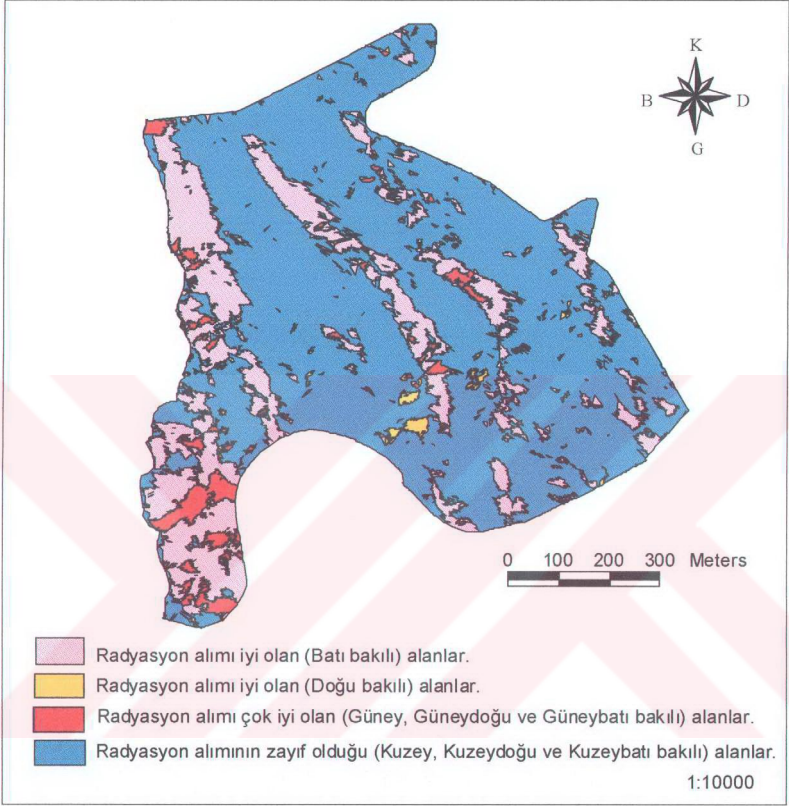 K
B D
G
0 100 200 300 Meters
Radyasyon alımı iyi olan (Batı bakılı) alanlar.
Radyasyon alımı iyi olan (Doğu bakılı) alanlar.
Radyasyon alımı çok iyi olan (Güney, Güneydoğu ve Güneybatı bakılı) alanlar.
Radyasyon alımının zayıf olduğu (Kuzey, Kuzeydoğu ve Kuzeybatı bakılı) alanlar.
1:10000